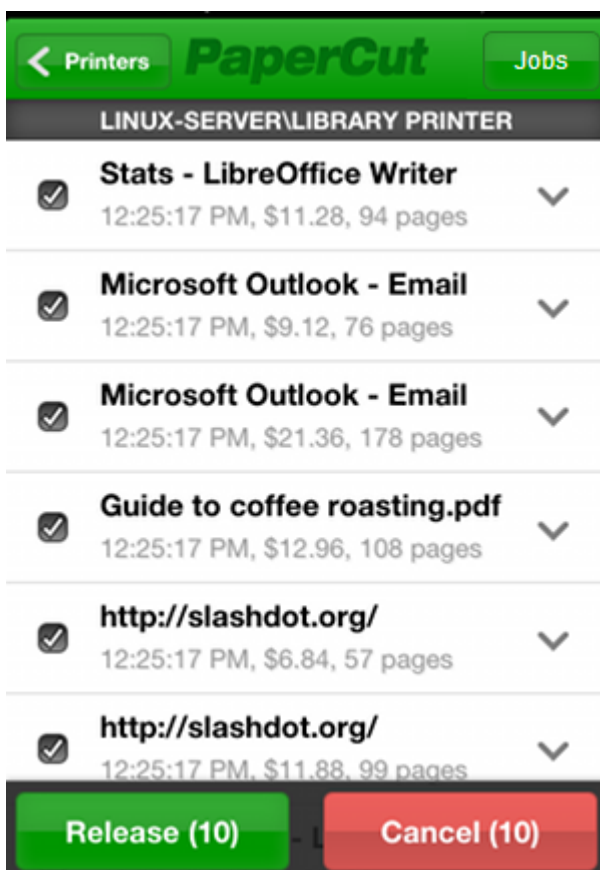 Printers PaperCut Jobs
LINUX-SERVER\LIBRARY PRINTER
Stats - LibreOffice Writer
12:25:17 PM, $11.28, 94 pages
Microsoft Outlook - Email
12:25:17 PM, $9.12, 76 pages
Microsoft Outlook - Email
12:25:17 PM, $21.36, 178 pages
Guide to coffee roasting.pdf
12:25:17 PM, $12.96, 108 pages
http://slashdot.org/
12:25:17 PM, $6.84, 57 pages
http://slashdot.org/
12:25:17 PM, $11.88, 99 pages
Release (10) - L Cancel (10)